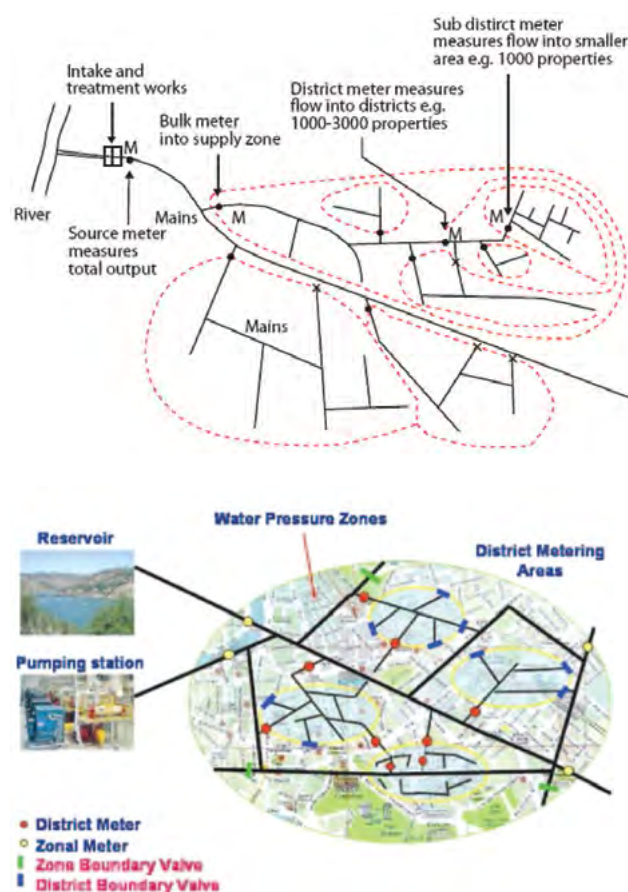 Sub distirct meter
measures flow into smaller
area e.g. 1000 properties
Intake and
treatment works
District meter measures
flow into districts e.g.
1000-3000 properties
Bulk meter
into supply zone
M
M
M
M
River
Mains
Source meter
measures
total output
Mains
Water Pressure Zones
Reservoir
District Metering
Areas
Pumping station
District Meter
Zonal Meter
Zone Boundary Valve
District Boundary Valve